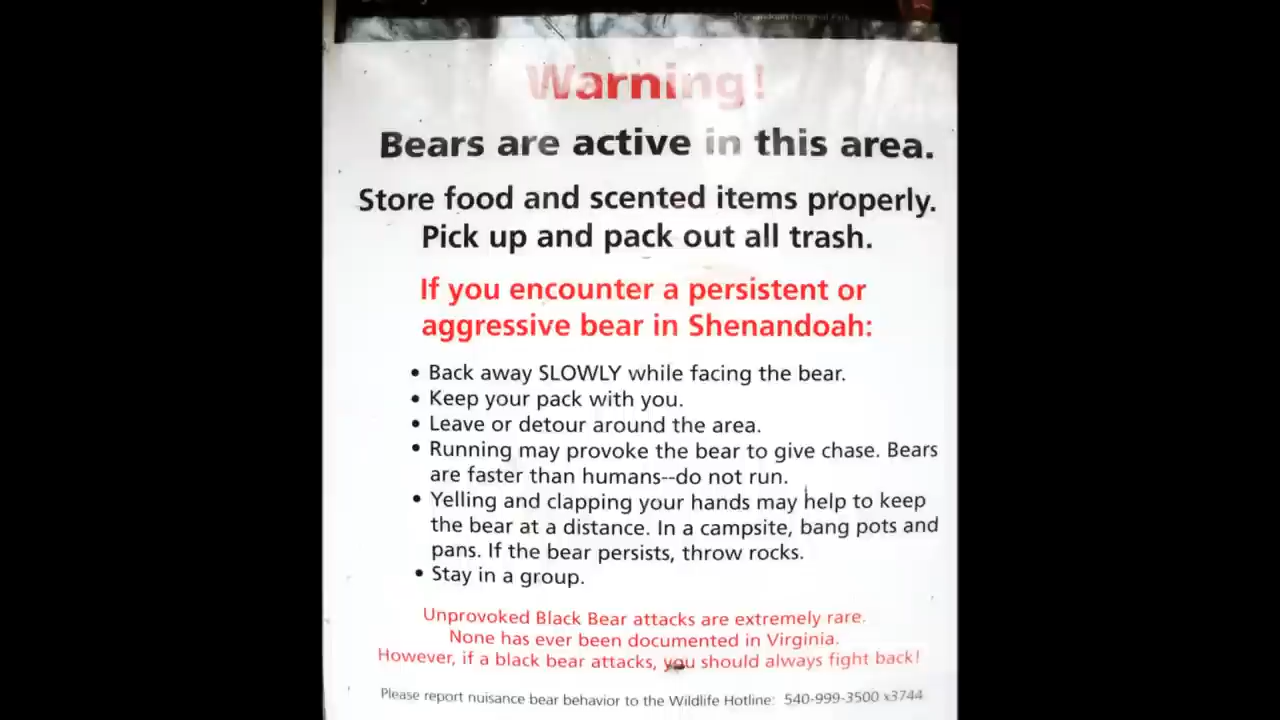 Shenandoah National Park
Warning!
Bears are active in this area.
Store food and scented items properly.
Pick up and pack out all trash.
If you encounter a persistent or
aggressive bear in Shenandoah:
• Back away SLOWLY while facing the bear.
• Keep your pack with you.
• Leave or detour around the area.
• Running may provoke the bear to give chase. Bears
are faster than humans--do not run.
• Yelling and clapping your hands may help to keep
the bear at a distance. In a campsite, bang pots and
pans. If the bear persists, throw rocks.
• Stay in a group.
Unprovoked Black Bear attacks are extremely rare.
None has ever been documented in Virginia.
However, if a black bear attacks, you should always fight back!
Please report nuisance bear behavior to the Wildlife Hotline: 540-999-3500 x3744